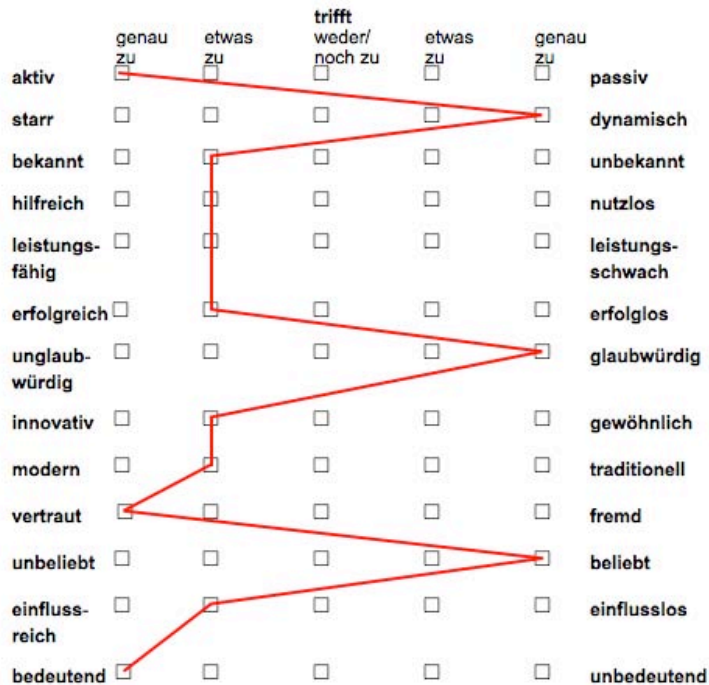 trifft
genau etwas weder/ etwas genau
zu zu noch zu zu zu
aktiv passiv
starr dynamisch
bekannt unbekannt
hilfreich nutzlos
leistungs- leistungs-
fähig schwach
erfolgreich erfolglos
unglaub- glaubwürdig
würdig
innovativ gewöhnlich
modern traditionell
vertraut fremd
unbeliebt beliebt
einfluss- einflusslos
reich
bedeutend unbedeutend